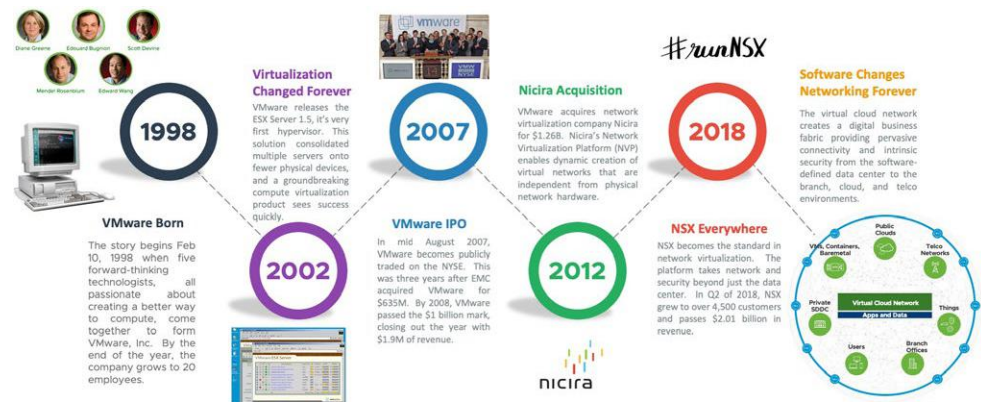 Diane Greene
Edouard Bugnion
Scott Devine
Mendel Rosenblum
Edward Wang
1998
VMware Born
The story begins Feb
10, 1998 when five
forward-thinking
technologists, all
passionate about
creating a better way
to compute, come
together to form
VMware, Inc. By the
end of the year, the
company grows to 20
employees.
Virtualization
Changed Forever
VMware releases the
ESX Server 1.5, it's very
first hypervisor. This
solution consolidated
multiple servers onto
fewer physical devices,
and a groundbreaking
compute virtualization
product sees success
quickly.
2002
VMware ESX Server
vmware
2007
VMware IPO
In mid August 2007,
VMware becomes publicly
traded on the NYSE. This
was three years after EMC
acquired VMware for
$635M. By 2008, VMware
passed the $1 billion mark,
closing out the year with
$1.9M of revenue.
Nicira Acquisition
VMware acquires network
virtualization company Nicira
for $1.26B. Nicira's Network
Virtualization Platform (NVP)
enables dynamic creation of
virtual networks that are
independent from physical
network hardware.
2012
nicira
#runNSX
2018
NSX Everywhere
NSX becomes the standard in
network virtualization. The
platform takes network and
security beyond just the data
center. In Q2 of 2018, NSX
grew to over 4,500 customers
and passes $2.01 billion in
revenue.
Software Changes
Networking Forever
The virtual cloud network
creates a digital business
fabric providing pervasive
connectivity and intrinsic
security from the software-
defined data center to the
branch, cloud, and telco
environments.
Public
Clouds
VMS, Containers,
Baremetal
Telco
Networks
Private
SDDC
Virtual Cloud Network
Apps and Data
Things
Users
Branch
Offices